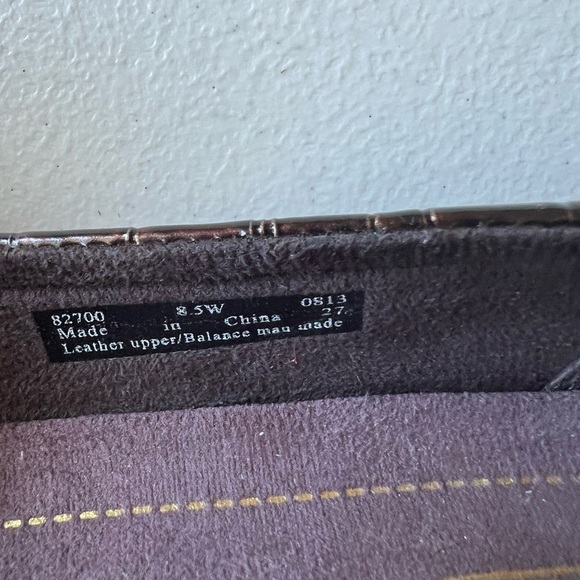 82700 8.5W 0813
Made in China 27
Leather upper/Balance man made